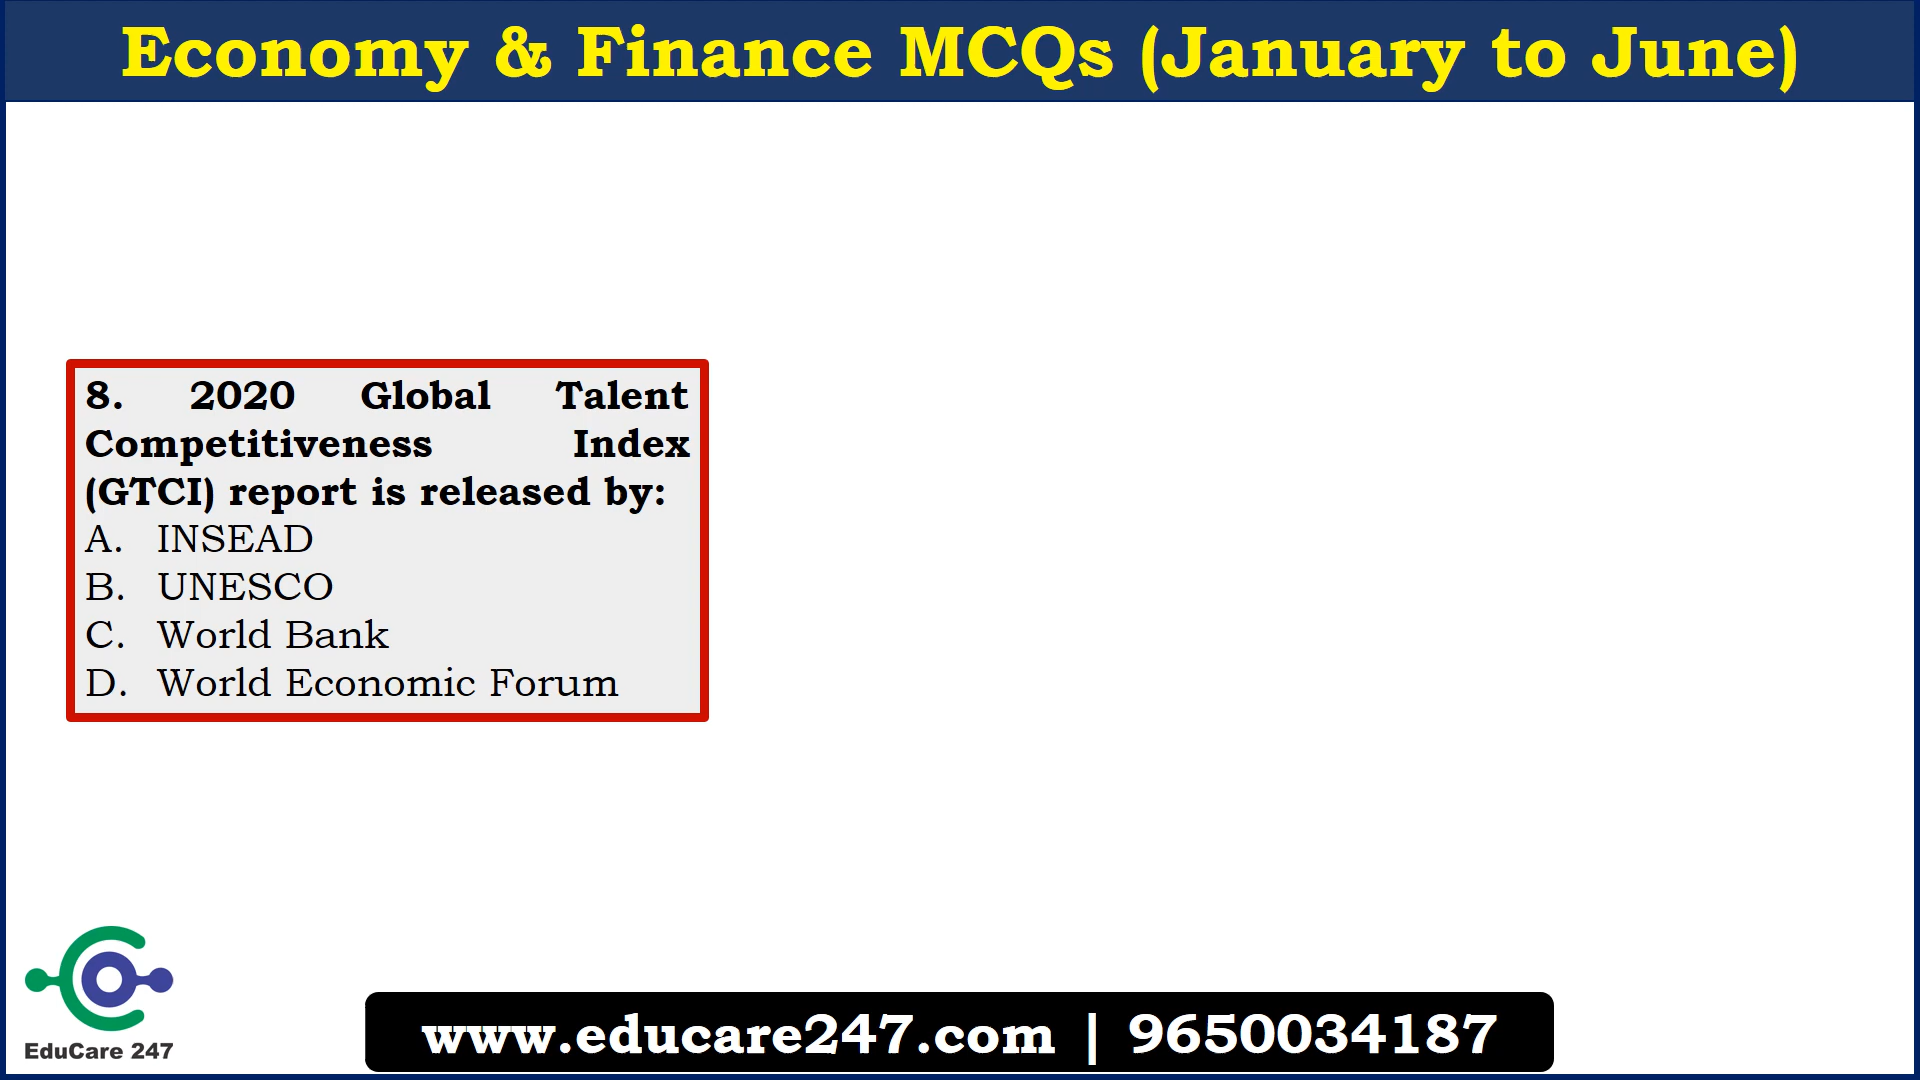 Economy & Finance MCQs (January to June)
8. 2020 Global Talent
Competitiveness Index
(GTCI) report is released by:
A. INSEAD
B. UNESCO
C. World Bank
D. World Economic Forum
EduCare 247
www.educare247.com | 9650034187